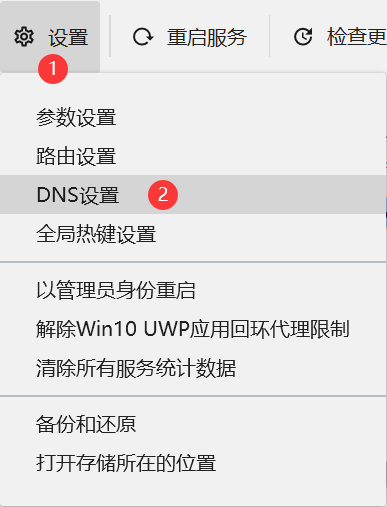 设置 重启服务 检查更
1
参数设置
路由设置
DNS设置 2
全局热键设置
以管理员身份重启
解除Win10 UWP应用回环代理限制
清除所有服务统计数据
备份和还原
打开存储所在的位置